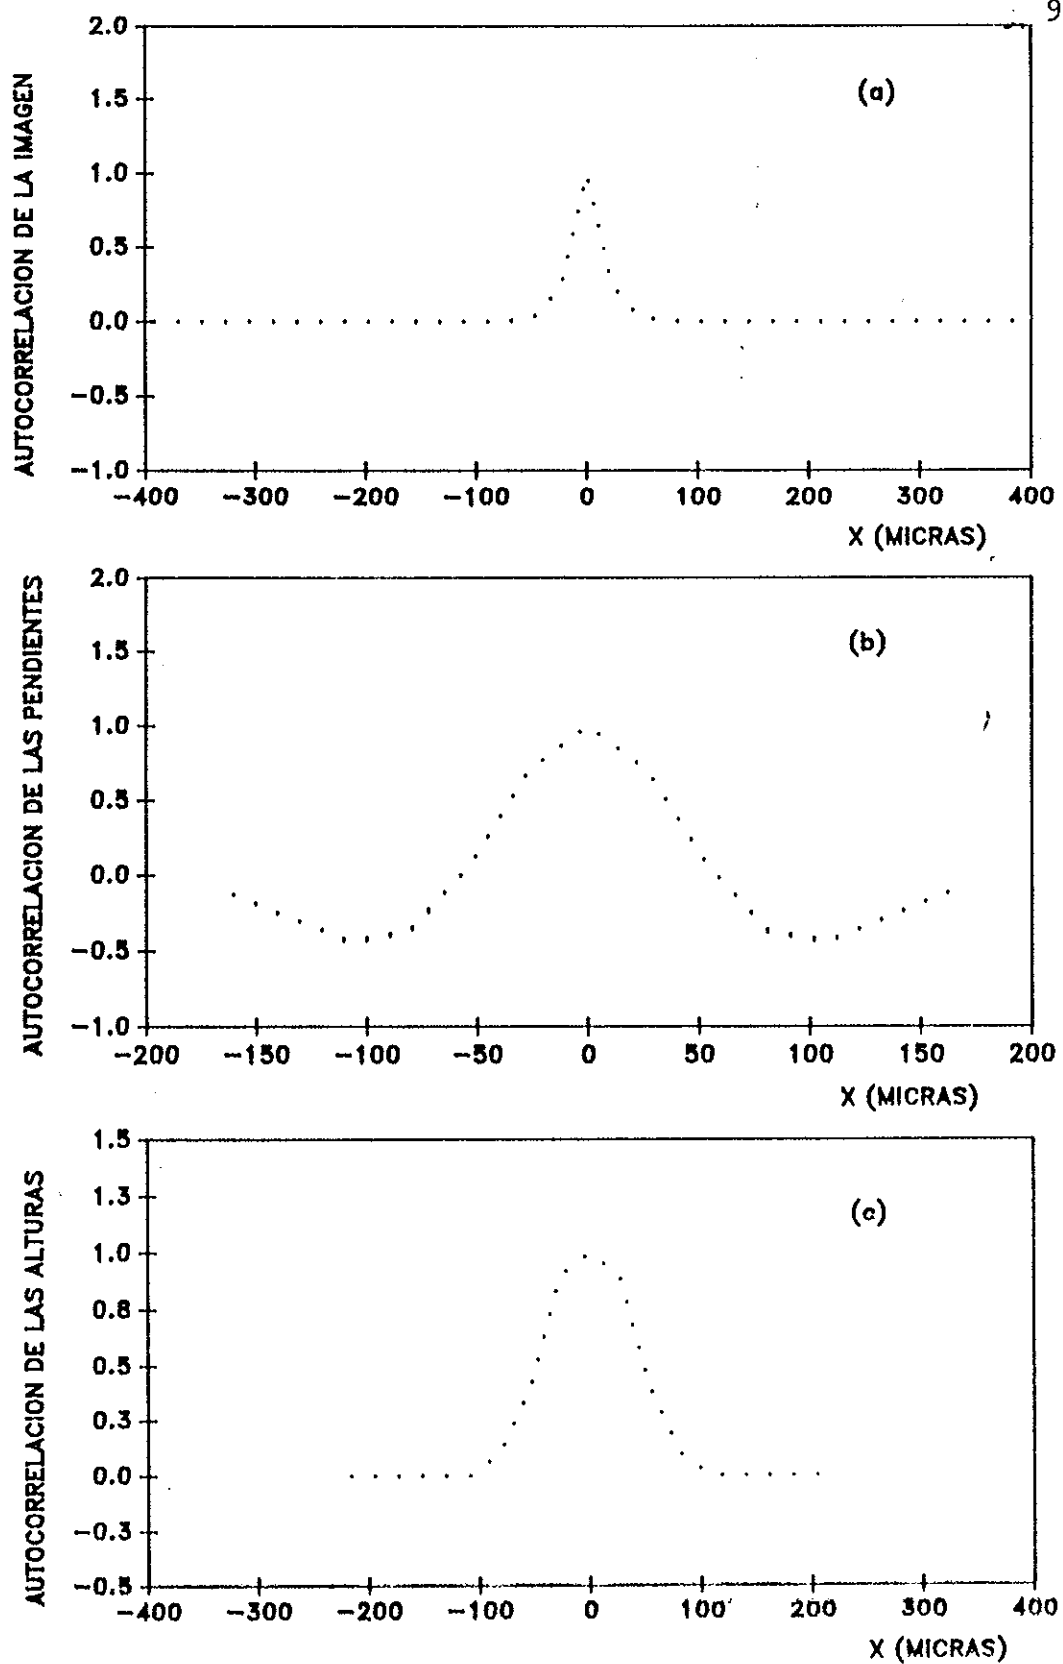 9
AUTOCORRELACION DE LA IMAGEN
2.0
1.5
1.0
0.5
0.0
-0.5
-1.0
(a)
-400 -300 -200 -100 0 100 200 300 400
X (MICRAS)
AUTOCORRELACION DE LAS PENDIENTES
2.0
1.5
1.0
0.5
0.0
-0.5
-1.0
(b)
-200 -150 -100 -50 0 50 100 150 200
X (MICRAS)
AUTOCORRELACION DE LAS ALTURAS
1.5
1.3
1.0
0.8
0.5
0.3
0.0
-0.3
-0.5
(c)
-400 -300 -200 -100 0 100 200 300 400
X (MICRAS)